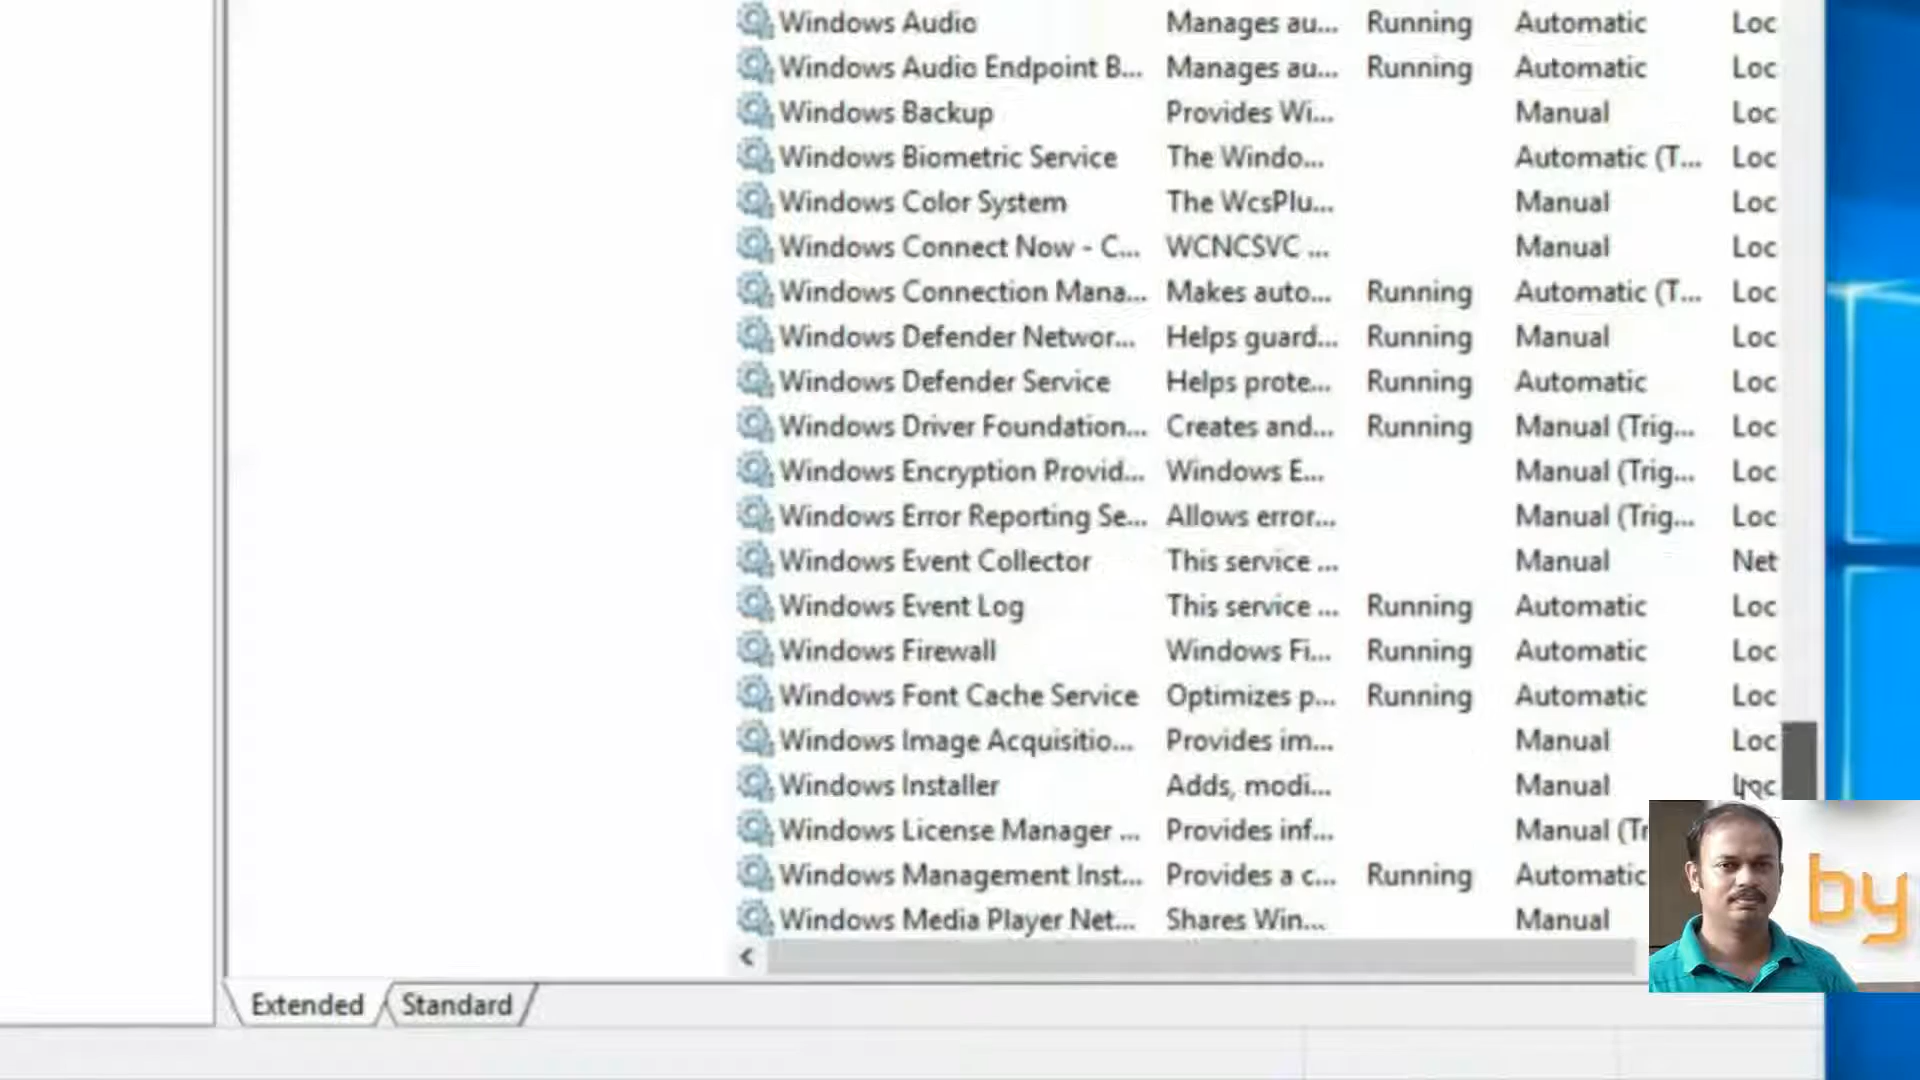 Windows Audio Manages au... Running Automatic Loc
Windows Audio Endpoint B... Manages au... Running Automatic Loc
Windows Backup Provides Wi... Manual Loc
Windows Biometric Service The Windo... Automatic (T... Loc
Windows Color System The WcsPlu... Manual Loc
Windows Connect Now - C... WCNCSVC ... Manual Loc
Windows Connection Mana... Makes auto... Running Automatic (T... Loc
Windows Defender Networ... Helps guard... Running Manual Loc
Windows Defender Service Helps prote... Running Automatic Loc
Windows Driver Foundation... Creates and... Running Manual (Trig... Loc
Windows Encryption Provid... Windows E... Manual (Trig... Loc
Windows Error Reporting Se... Allows error... Manual (Trig... Loc
Windows Event Collector This service ... Manual Net
Windows Event Log This service ... Running Automatic Loc
Windows Firewall Windows Fi... Running Automatic Loc
Windows Font Cache Service Optimizes p... Running Automatic Loc
Windows Image Acquisitio... Provides im... Manual Loc
Windows Installer Adds, modi... Manual Loc
Windows License Manager ... Provides inf... Manual (Tr
Windows Management Inst... Provides a c... Running Automatic
Windows Media Player Net... Shares Win... Manual
by
Extended Standard